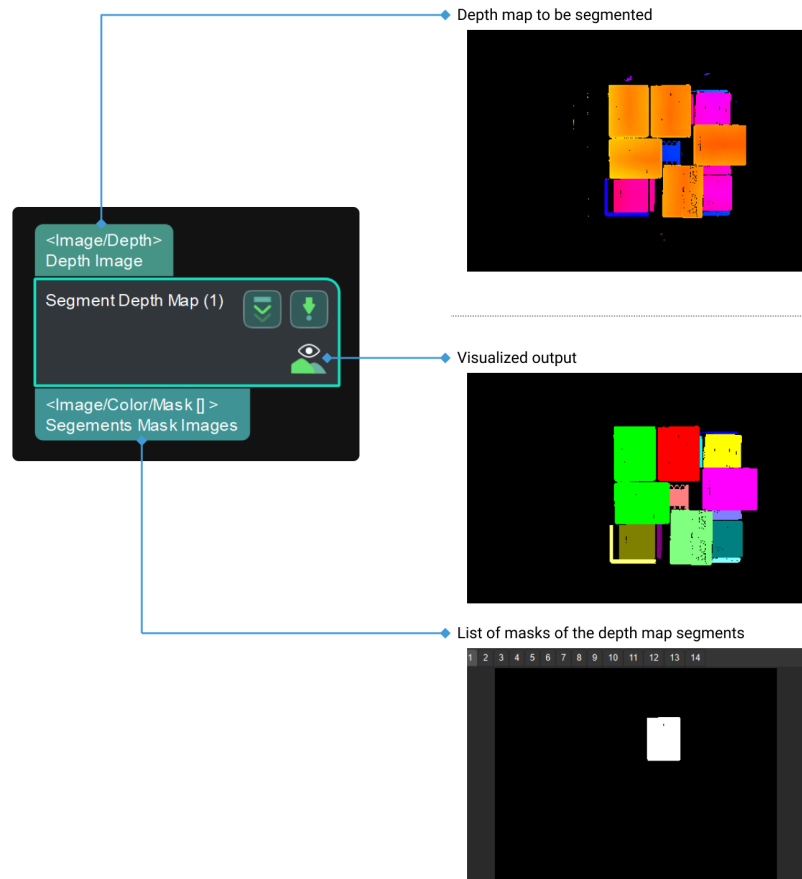 Depth map to be segmented
<Image/Depth>
Depth Image
Segment Depth Map (1)
Visualized output
<Image/Color/Mask [] >
Segements Mask Images
List of masks of the depth map segments
1 2 3 4 5 6 7 8 9 10 11 12 13 14